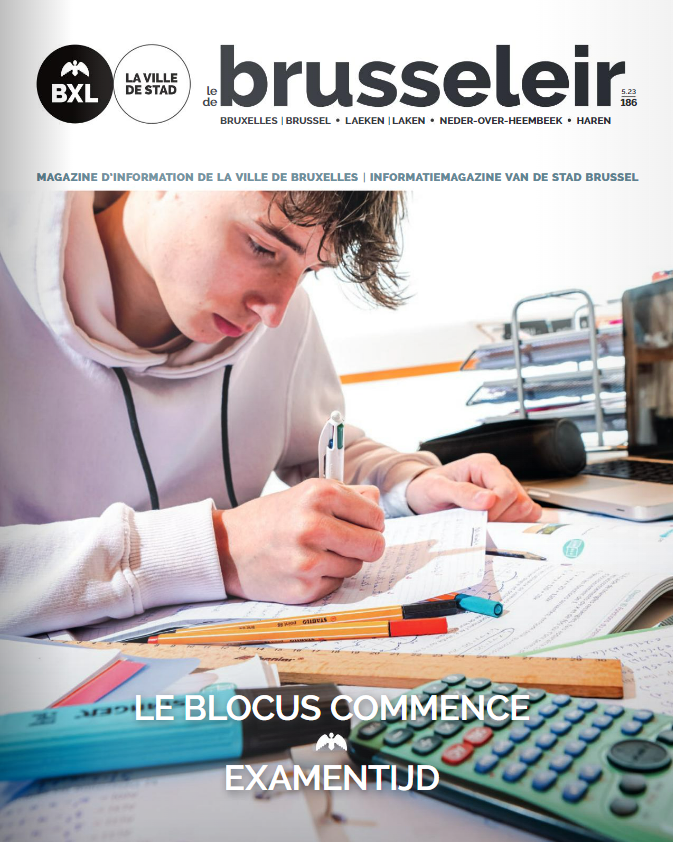 BXL
LA VILLE
DE STAD
le
de
brusseleir
5.23
186
BRUXELLES | BRUSSEL • LAEKEN | LAKEN • NEDER-OVER-HEEMBEEK • HAREN
MAGAZINE D'INFORMATION DE LA VILLE DE BRUXELLES | INFORMATIEMAGAZINE VAN DE STAD BRUSSEL
STABILO
LE BLOCUS COMMENCE
EXAMENTIJD